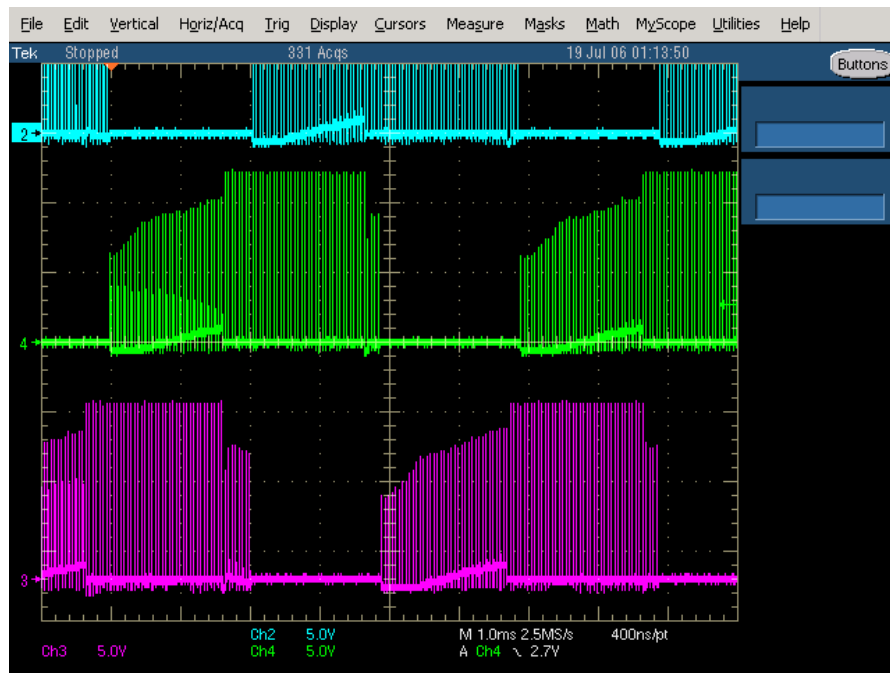 File Edit Vertical Horiz/Acq Trig Display Cursors Measure Masks Math MyScope Utilities Help
Tek Stopped 331 Acqs 19 Jul 06 01:13:50
Buttons
2
4
3
Ch2 5.0V M 1.0ms 2.5MS/s 400ns/pt
Ch3 5.0V Ch4 5.0V A Ch4 2.7V